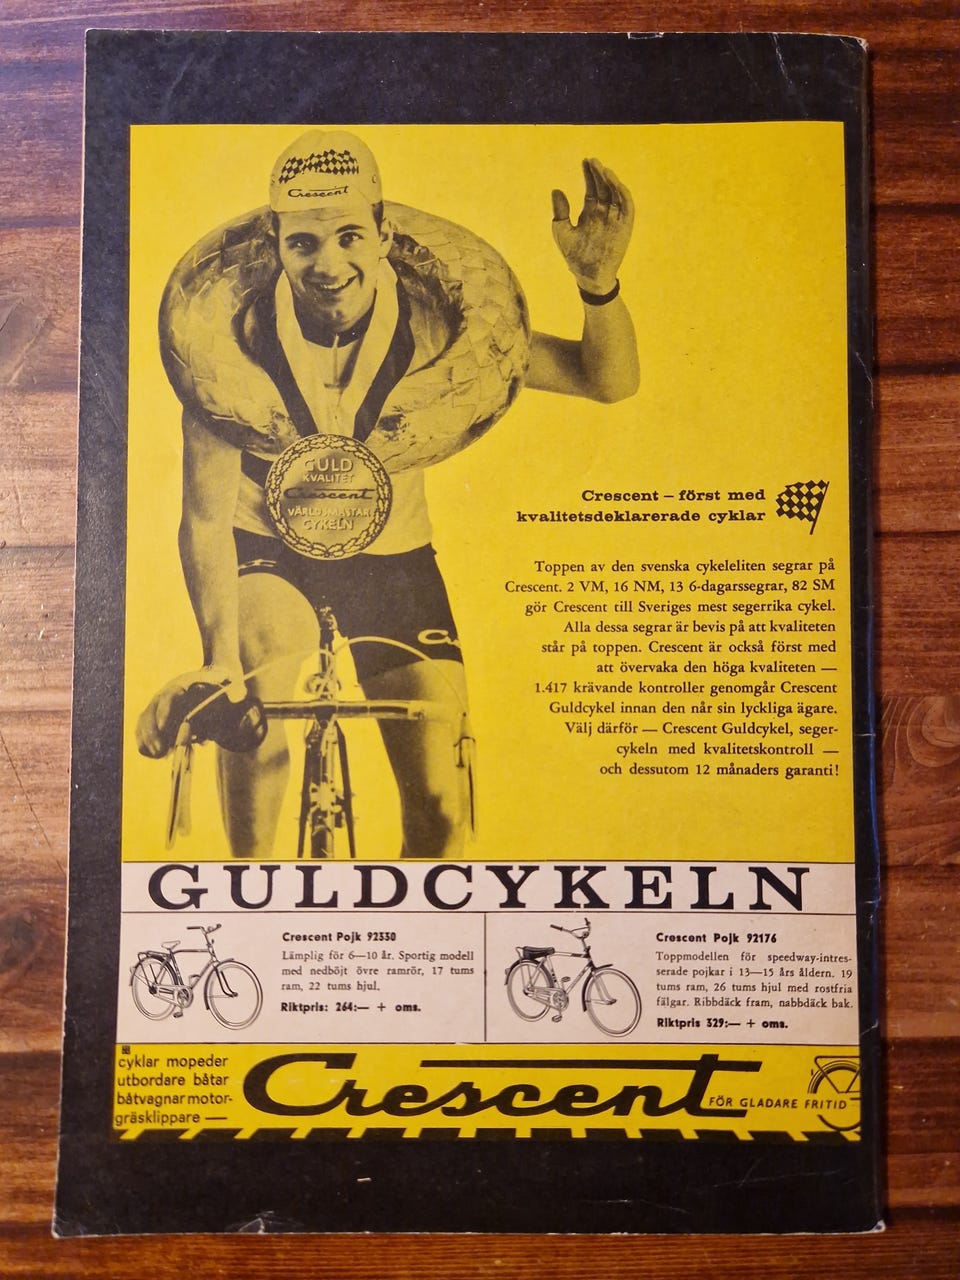 Crescent
GULD
KVALITET
Crescent
VÄRLDSMÄSTAR
CYKELN
Crescent – först med
kvalitetsdeklarerade cyklar
Toppen av den svenska cykeleliten segrar på
Crescent. 2 VM, 16 NM, 13 6-dagarssegrar, 82 SM
gör Crescent till Sveriges mest segerrika cykel.
Alla dessa segrar är bevis på att kvaliteten
står på toppen. Crescent är också först med
att övervaka den höga kvaliteten —
1.417 krävande kontroller genomgår Crescent
Guldcykel innan den når sin lyckliga ägare.
Välj därför — Crescent Guldcykel, seger-
cykeln med kvalitetskontroll —
och dessutom 12 månaders garanti!
GULDCYKELN
Crescent Pojk 92330
Lämplig för 6—10 år. Sportig modell
med nedböjt övre ramrör, 17 tums
ram, 22 tums hjul.
Riktpris: 264:— + oms.
Crescent Pojk 92176
Toppmodellen för speedway-intres-
serade pojkar i 13—15 års åldern. 19
tums ram, 26 tums hjul med rostfria
fälgar. Ribbdäck fram, nabbdäck bak.
Riktpris 329:— + oms.
cyklar mopeder
utbordare båtar
båtvagnar motor-
gräsklippare —
Crescent
FÖR GLADARE FRITID